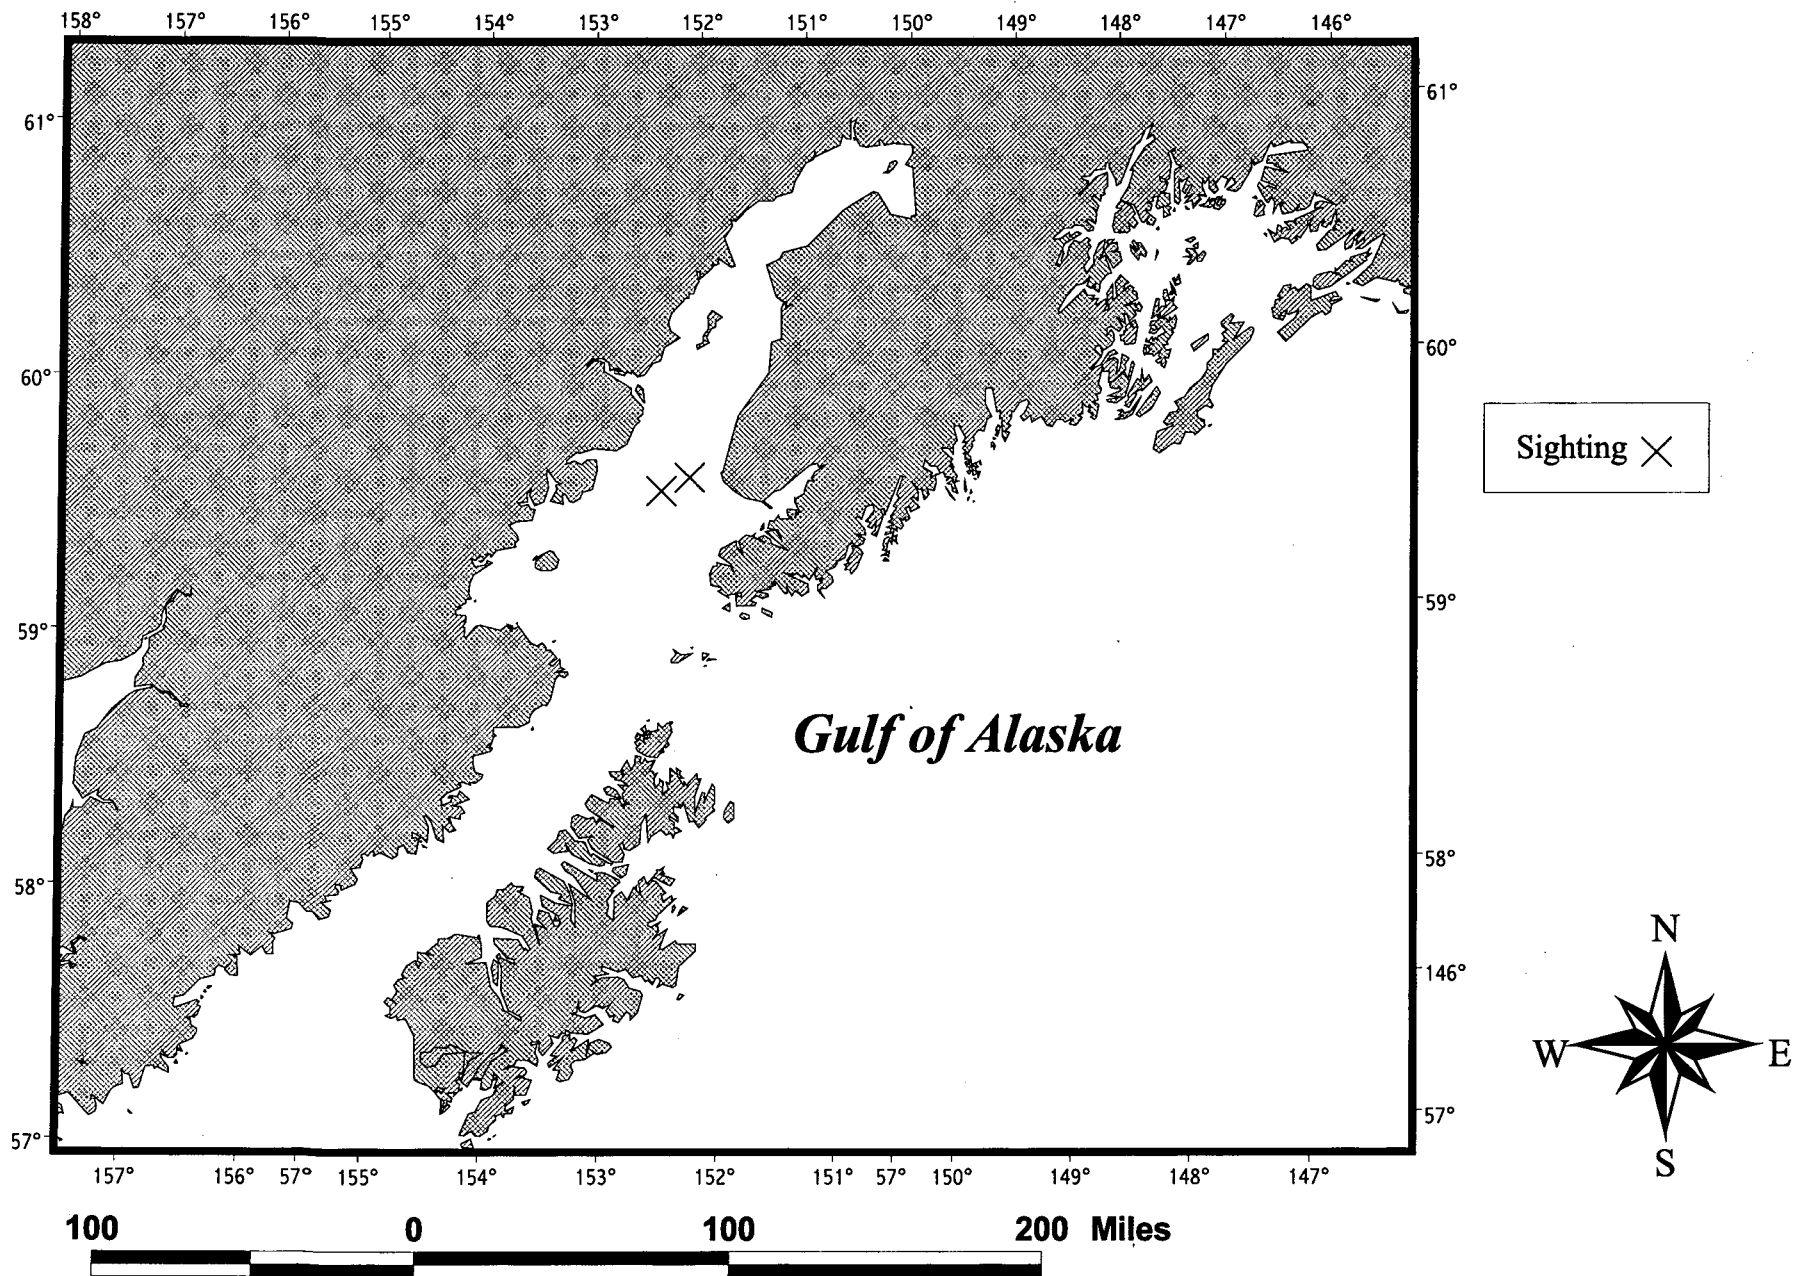 158° 157° 156° 155° 154° 153° 152° 151° 150° 149° 148° 147° 146°
61° 61°
60° 60°
Sighting
59° 59°
Gulf of Alaska
58° 58°
N
146°
W E
57° 57°
S
157° 156° 57° 155° 154° 153° 152° 151° 57° 150° 149° 148° 147°
100 0 100 200 Miles